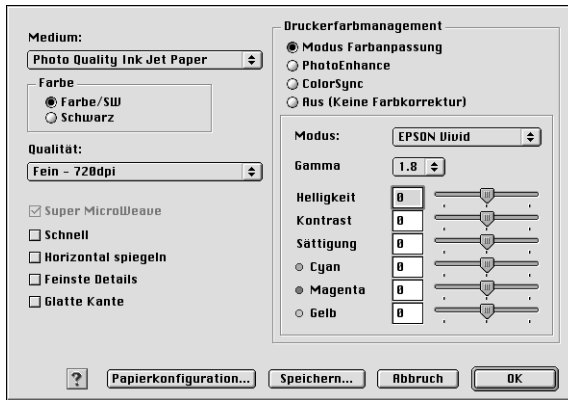 Medium:
Photo Quality Ink Jet Paper
Farbe
Farbe/SW
Schwarz
Qualität:
Fein - 720dpi
Super MicroWeave
Schnell
Horizontal spiegeln
Feinste Details
Glatte Kante
Druckerfarbmanagement
Modus Farbanpassung
PhotoEnhance
ColorSync
Aus (Keine Farbkorrektur)
Modus: EPSON Vivid
Gamma 1.8
Helligkeit 0
Kontrast 0
Sättigung 0
Cyan 0
Magenta 0
Gelb 0
? Papierkonfiguration... Speichern... Abbruch OK